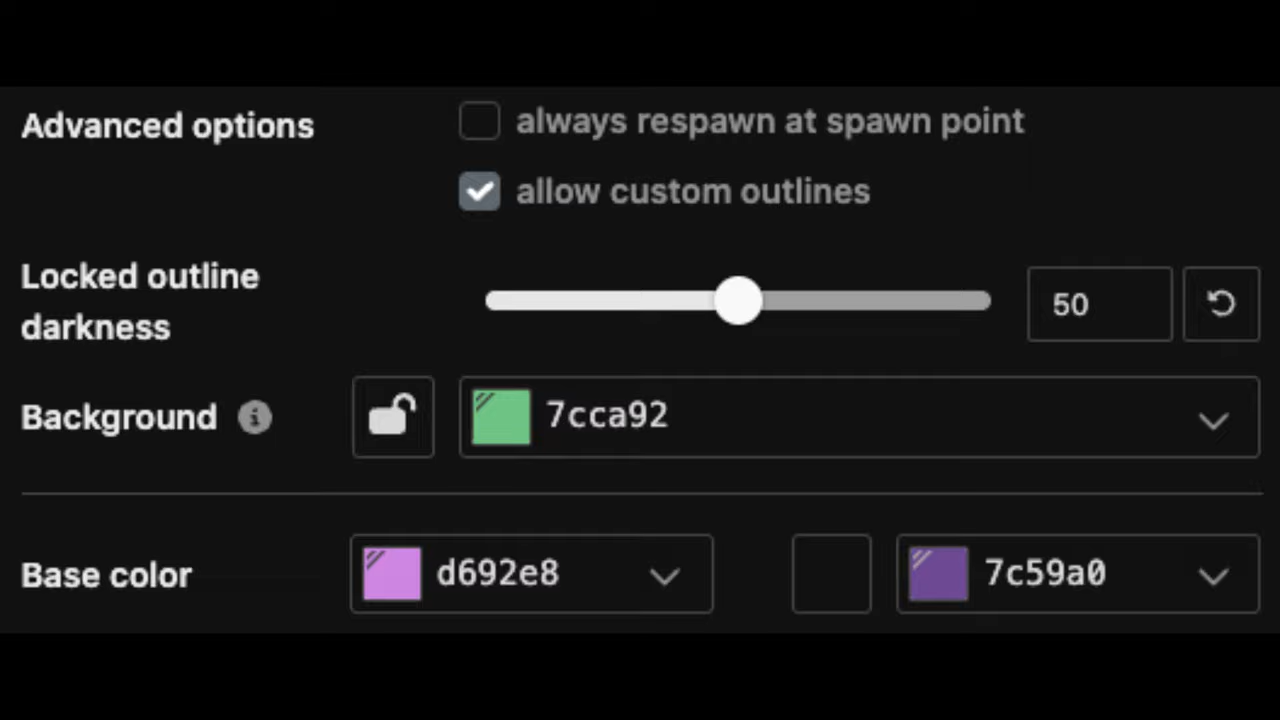 Advanced options
always respawn at spawn point
allow custom outlines
Locked outline
darkness
50
Background
7cca92
Base color
d692e8
7c59a0